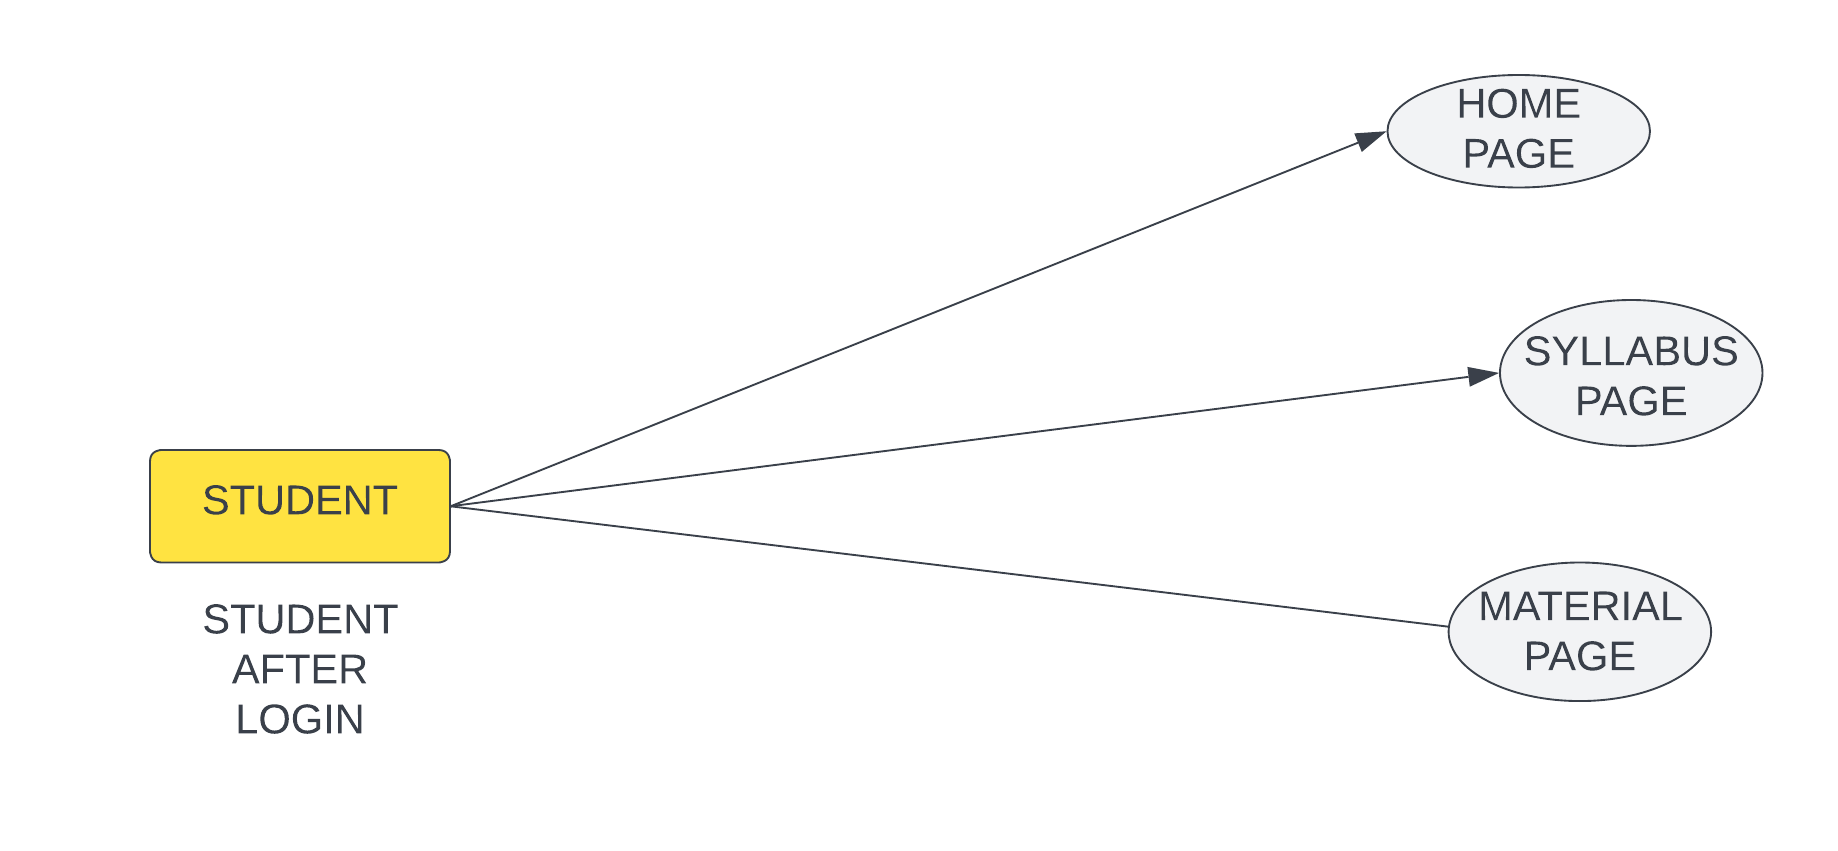 HOME
PAGE
SYLLABUS
PAGE
STUDENT
MATERIAL
PAGE
STUDENT
AFTER
LOGIN